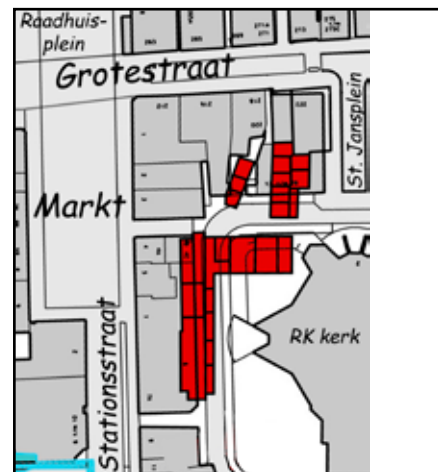 Raadhuis-
plein
Grotestraat
St. Jansplein
Markt
Stationsstraat
RK kerk